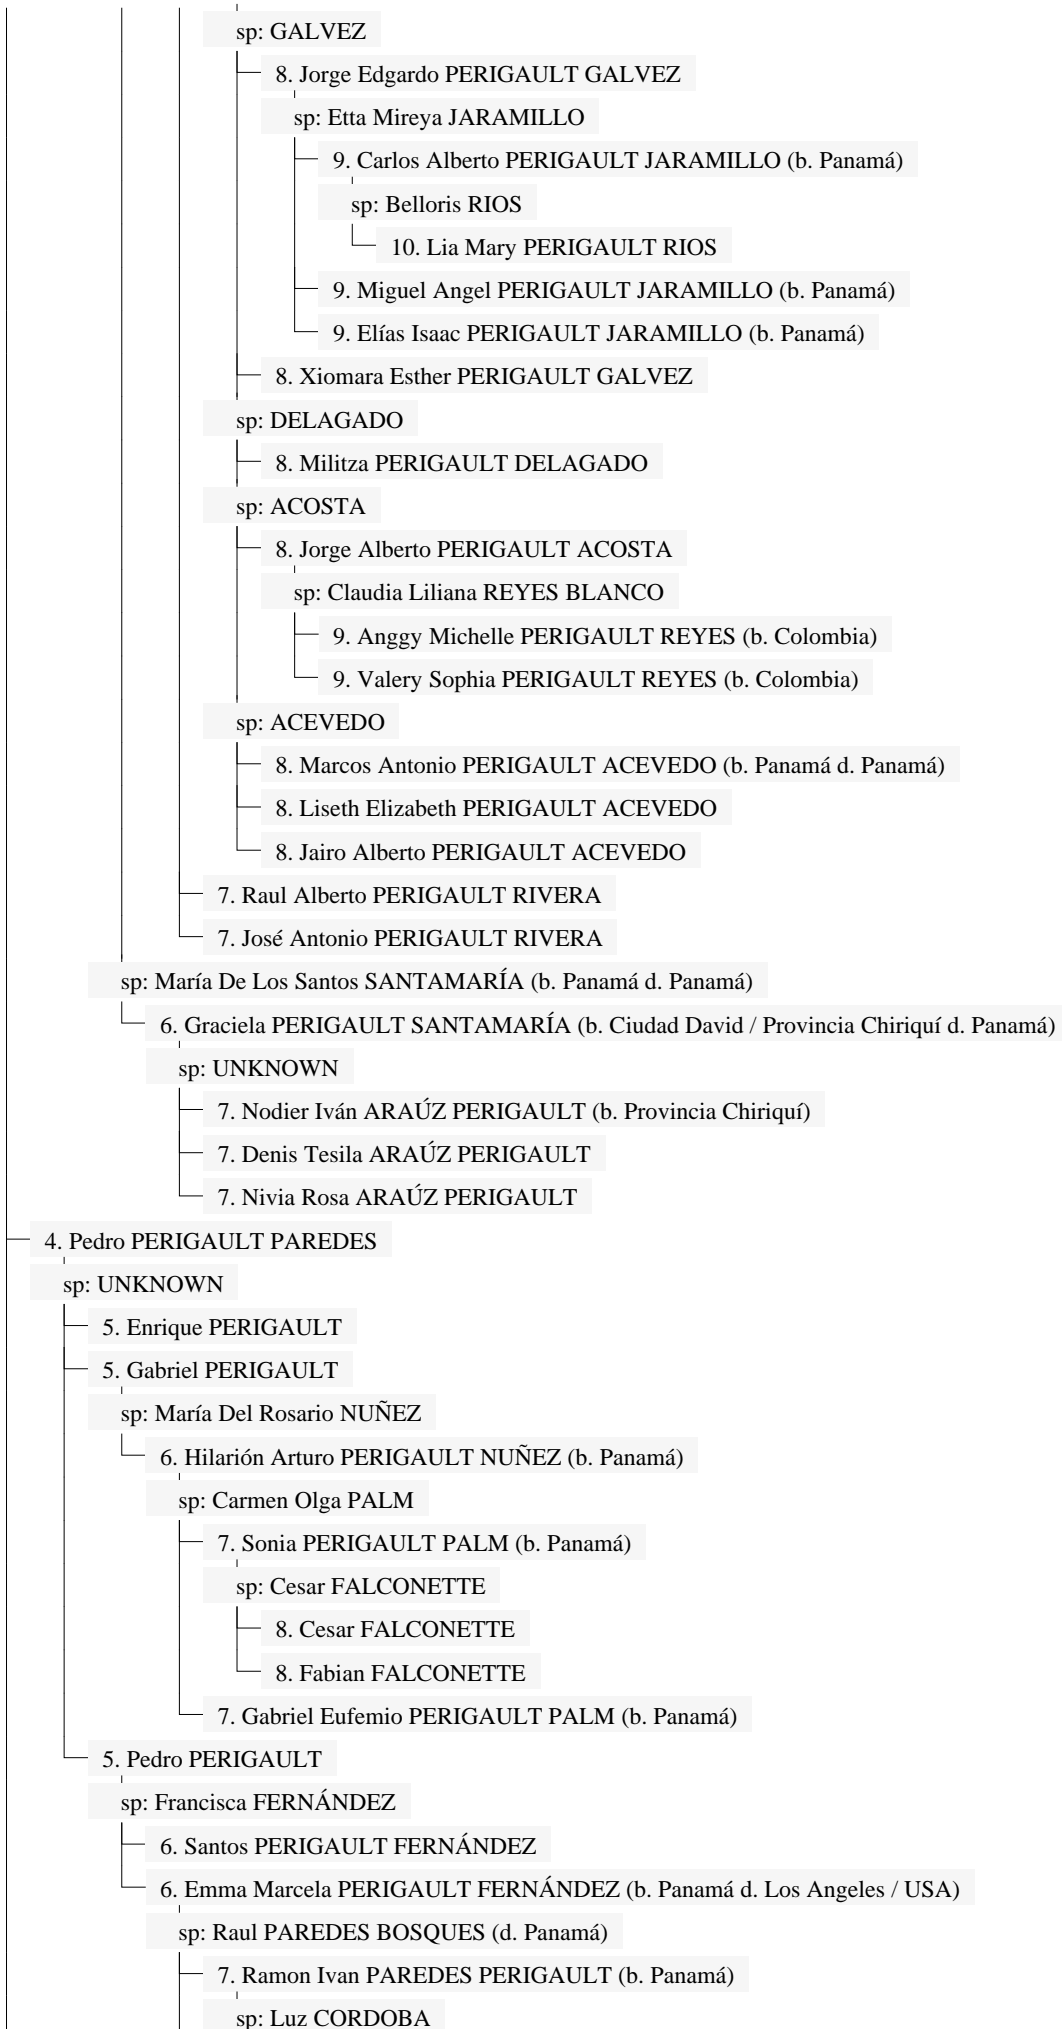 sp: GALVEZ
8. Jorge Edgardo PERIGAULT GALVEZ
sp: Etta Mireya JARAMILLO
9. Carlos Alberto PERIGAULT JARAMILLO (b. Panamá)
sp: Belloris RIOS
10. Lia Mary PERIGAULT RIOS
9. Miguel Angel PERIGAULT JARAMILLO (b. Panamá)
9. Elías Isaac PERIGAULT JARAMILLO (b. Panamá)
8. Xiomara Esther PERIGAULT GALVEZ
sp: DELAGADO
8. Militza PERIGAULT DELAGADO
sp: ACOSTA
8. Jorge Alberto PERIGAULT ACOSTA
sp: Claudia Liliana REYES BLANCO
9. Anggy Michelle PERIGAULT REYES (b. Colombia)
9. Valery Sophia PERIGAULT REYES (b. Colombia)
sp: ACEVEDO
8. Marcos Antonio PERIGAULT ACEVEDO (b. Panamá d. Panamá)
8. Liseth Elizabeth PERIGAULT ACEVEDO
8. Jairo Alberto PERIGAULT ACEVEDO
7. Raul Alberto PERIGAULT RIVERA
7. José Antonio PERIGAULT RIVERA
sp: María De Los Santos SANTAMARÍA (b. Panamá d. Panamá)
6. Graciela PERIGAULT SANTAMARÍA (b. Ciudad David / Provincia Chiriquí d. Panamá)
sp: UNKNOWN
7. Nodier Iván ARAÚZ PERIGAULT (b. Provincia Chiriquí)
7. Denis Tesila ARAÚZ PERIGAULT
7. Nivia Rosa ARAÚZ PERIGAULT
4. Pedro PERIGAULT PAREDES
sp: UNKNOWN
5. Enrique PERIGAULT
5. Gabriel PERIGAULT
sp: María Del Rosario NUÑEZ
6. Hilarión Arturo PERIGAULT NUÑEZ (b. Panamá)
sp: Carmen Olga PALM
7. Sonia PERIGAULT PALM (b. Panamá)
sp: Cesar FALCONETTE
8. Cesar FALCONETTE
8. Fabian FALCONETTE
7. Gabriel Eufemio PERIGAULT PALM (b. Panamá)
5. Pedro PERIGAULT
sp: Francisca FERNÁNDEZ
6. Santos PERIGAULT FERNÁNDEZ
6. Emma Marcela PERIGAULT FERNÁNDEZ (b. Panamá d. Los Angeles / USA)
sp: Raul PAREDES BOSQUES (d. Panamá)
7. Ramon Ivan PAREDES PERIGAULT (b. Panamá)
sp: Luz CORDOBA